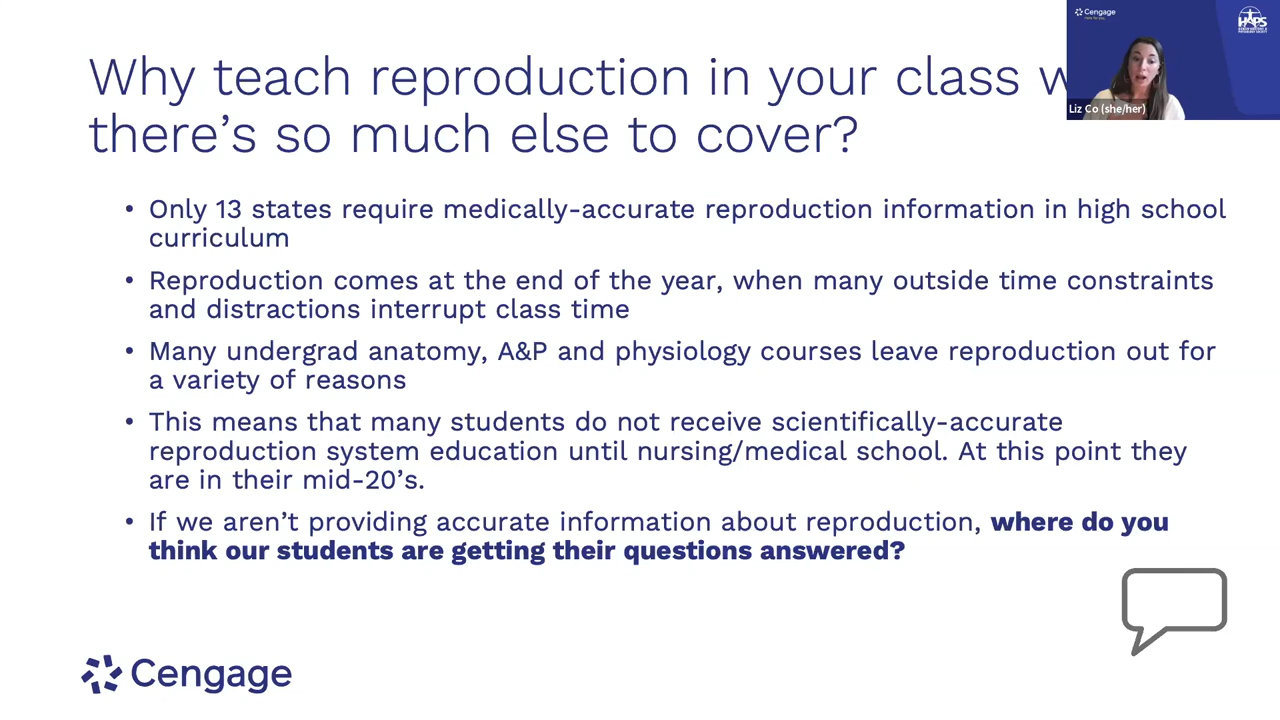 Why teach reproduction in your class
there's so much else to cover?
• Only 13 states require medically-accurate reproduction information in high school
curriculum
• Reproduction comes at the end of the year, when many outside time constraints
and distractions interrupt class time
• Many undergrad anatomy, A&P and physiology courses leave reproduction out for
a variety of reasons
• This means that many students do not receive scientifically-accurate
reproduction system education until nursing/medical school. At this point they
are in their mid-20's.
• If we aren't providing accurate information about reproduction, where do you
think our students are getting their questions answered?
Cengage
Cengage
HAPS
Liz Co (she/her)